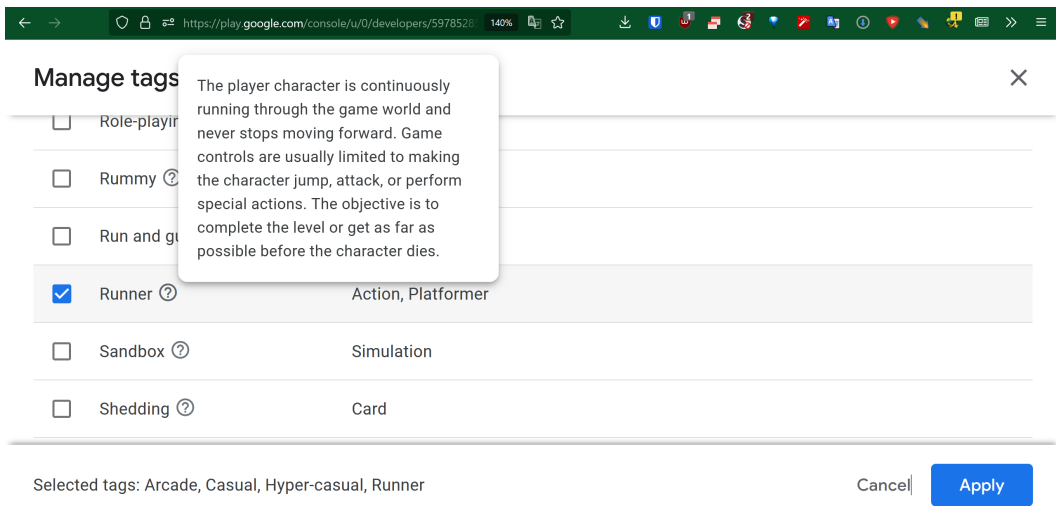 https://play.google.com/console/u/0/developers/5978528 140%
Manage tags
The player character is continuously
running through the game world and
never stops moving forward. Game
controls are usually limited to making
the character jump, attack, or perform
special actions. The objective is to
complete the level or get as far as
possible before the character dies.
Role-playin
Rummy
Run and gu
Runner Action, Platformer
Sandbox Simulation
Shedding Card
Selected tags: Arcade, Casual, Hyper-casual, Runner
Cancel Apply